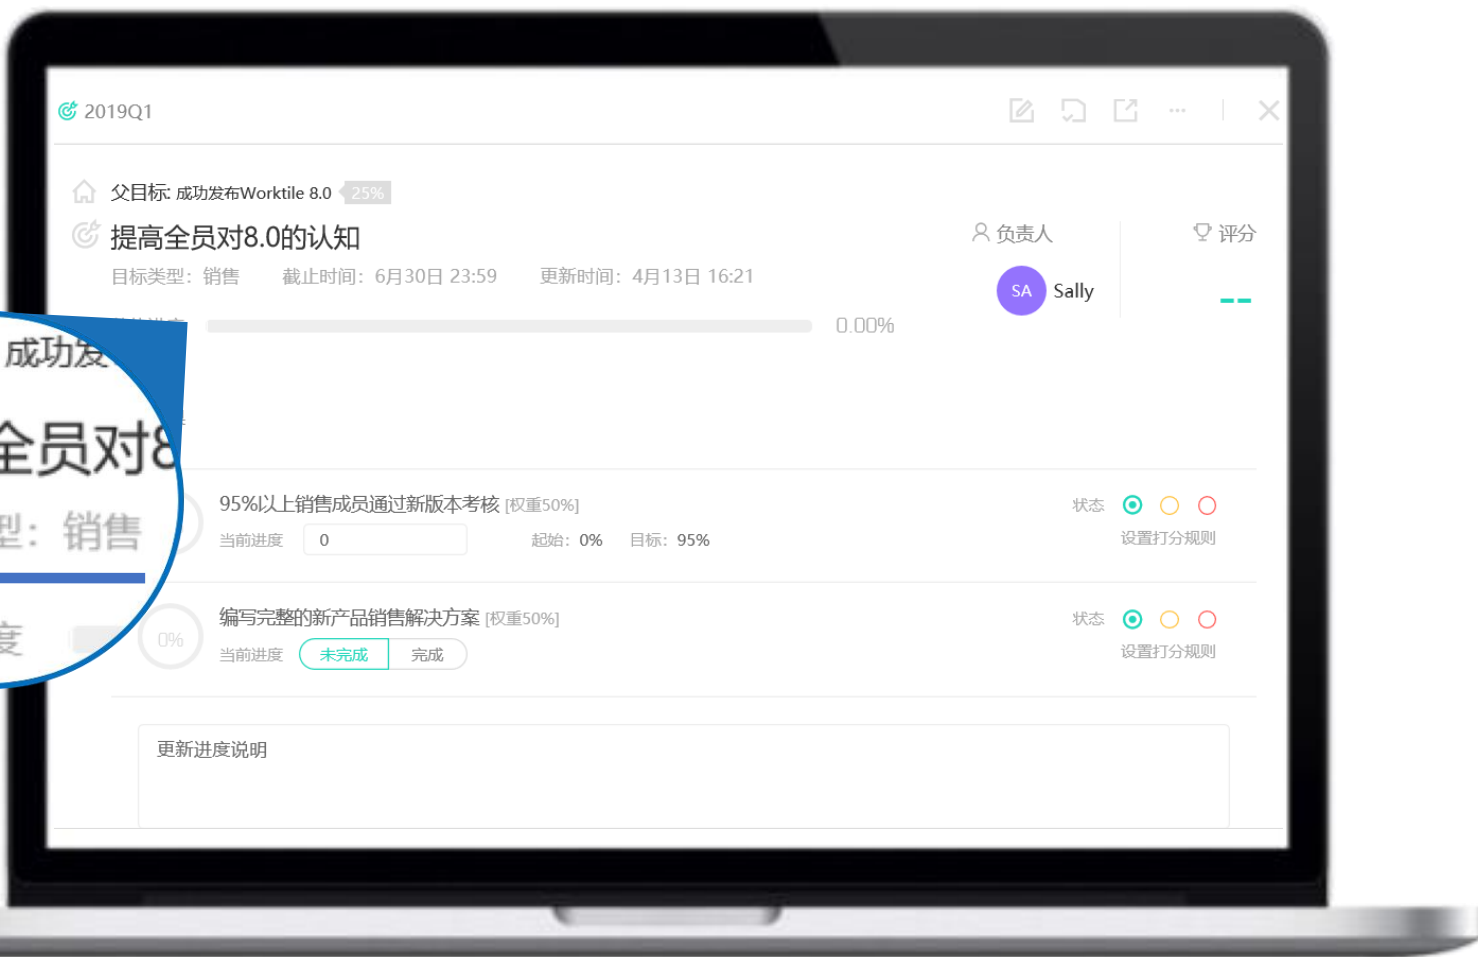 2019Q1
父目标: 成功发布Worktile 8.0 25%
提高全员对8.0的认知
负责人
评分
目标类型：销售 截止时间：6月30日 23:59 更新时间：4月13日 16:21
SA Sally
--
0.00%
成功发
全员对8
型：销售
度
95%以上销售成员通过新版本考核 [权重50%]
状态
当前进度 0 起始：0% 目标：95%
设置打分规则
0%
编写完整的新产品销售解决方案 [权重50%]
状态
当前进度 未完成 完成
设置打分规则
更新进度说明